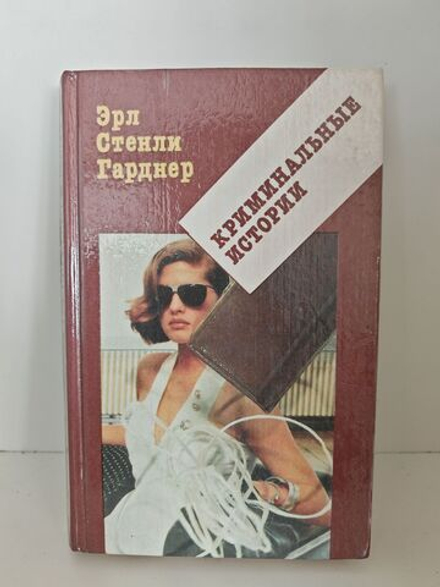 Эрл
Стенли
Гарднер
КРИМИНАЛЬНЫЕ
ИСТОРИИ